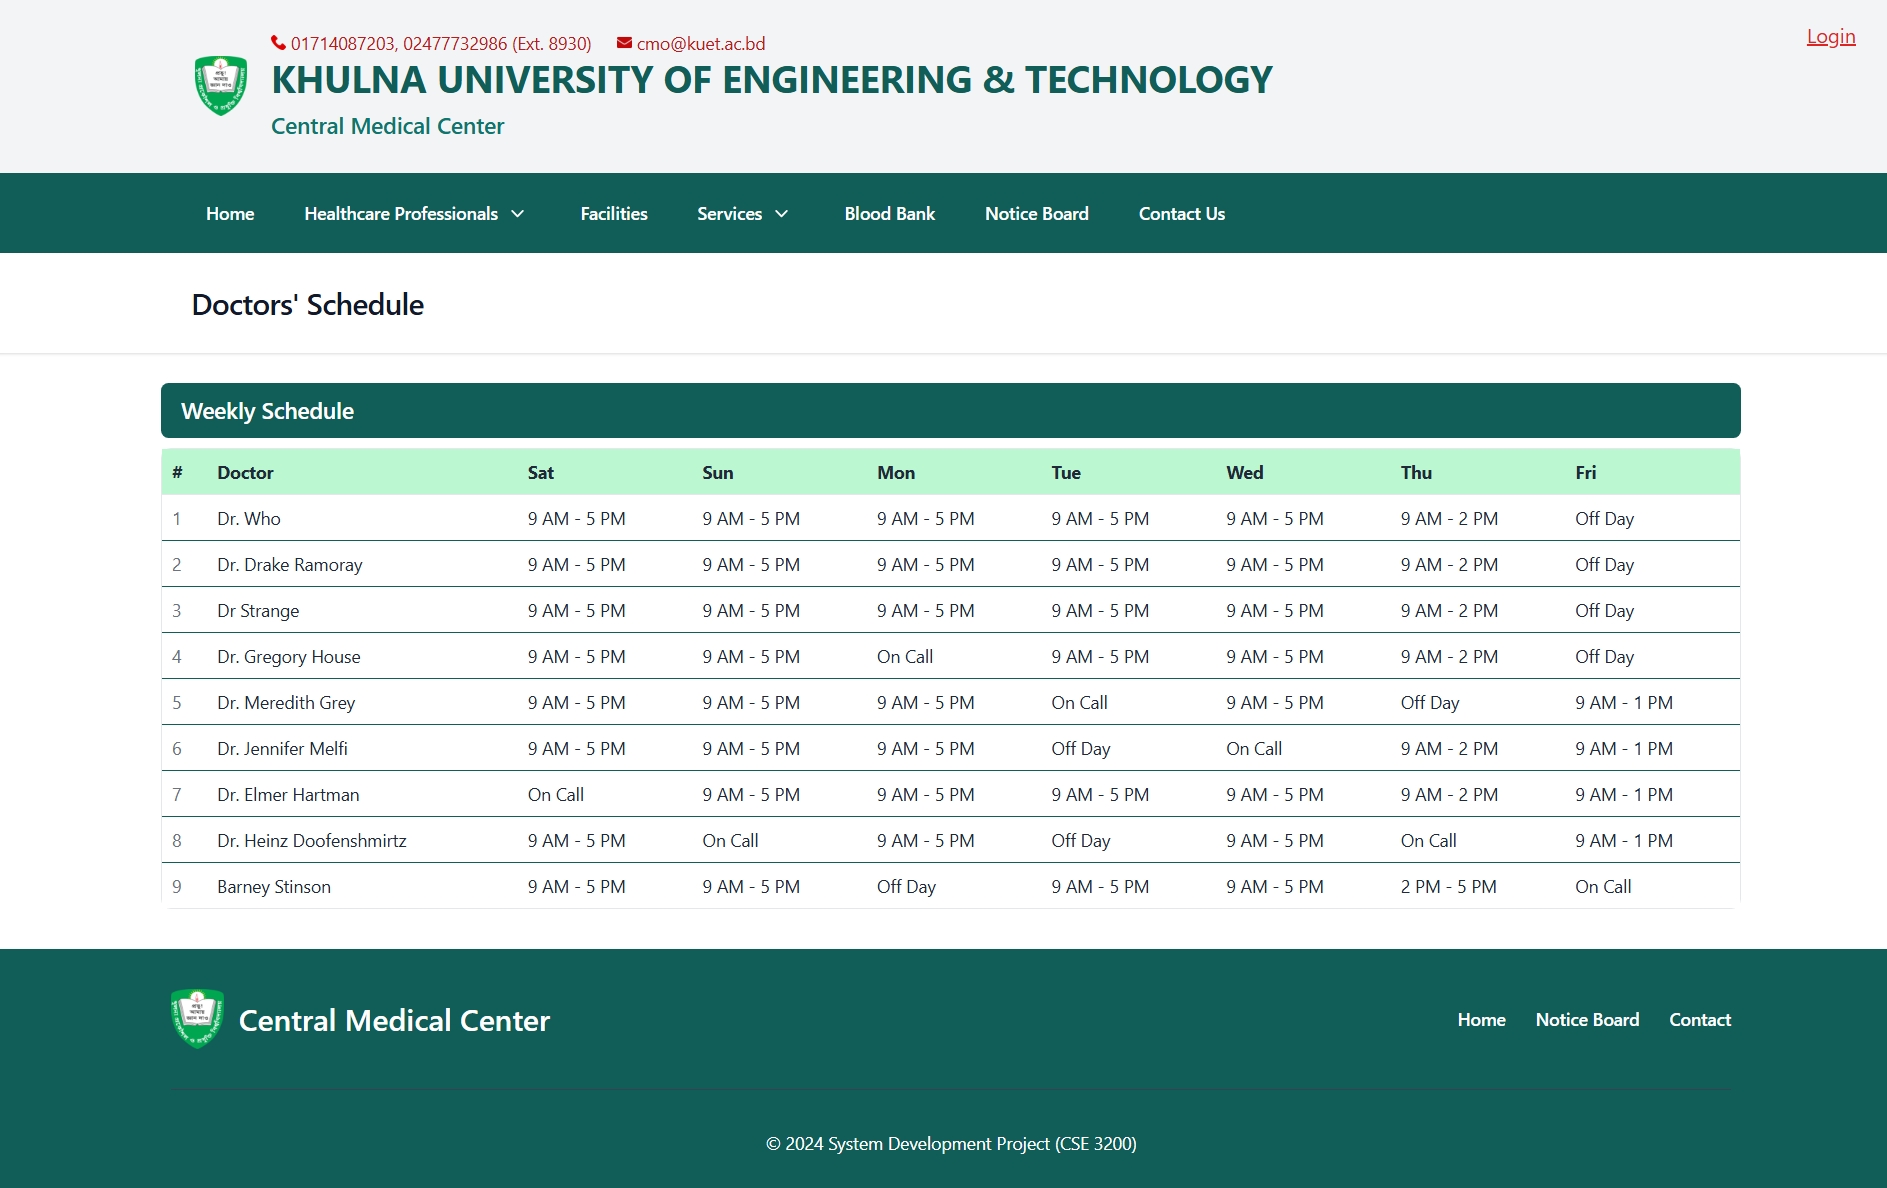 01714087203, 02477732986 (Ext. 8930) cmo@kuet.ac.bd
Login
KHULNA UNIVERSITY OF ENGINEERING & TECHNOLOGY
Central Medical Center
Home Healthcare Professionals Facilities Services Blood Bank Notice Board Contact Us
Doctors' Schedule
Weekly Schedule
# Doctor Sat Sun Mon Tue Wed Thu Fri
1 Dr. Who 9 AM - 5 PM 9 AM - 5 PM 9 AM - 5 PM 9 AM - 5 PM 9 AM - 5 PM 9 AM - 2 PM Off Day
2 Dr. Drake Ramoray 9 AM - 5 PM 9 AM - 5 PM 9 AM - 5 PM 9 AM - 5 PM 9 AM - 5 PM 9 AM - 2 PM Off Day
3 Dr Strange 9 AM - 5 PM 9 AM - 5 PM 9 AM - 5 PM 9 AM - 5 PM 9 AM - 5 PM 9 AM - 2 PM Off Day
4 Dr. Gregory House 9 AM - 5 PM 9 AM - 5 PM On Call 9 AM - 5 PM 9 AM - 5 PM 9 AM - 2 PM Off Day
5 Dr. Meredith Grey 9 AM - 5 PM 9 AM - 5 PM 9 AM - 5 PM On Call 9 AM - 5 PM Off Day 9 AM - 1 PM
6 Dr. Jennifer Melfi 9 AM - 5 PM 9 AM - 5 PM 9 AM - 5 PM Off Day On Call 9 AM - 2 PM 9 AM - 1 PM
7 Dr. Elmer Hartman On Call 9 AM - 5 PM 9 AM - 5 PM 9 AM - 5 PM 9 AM - 5 PM 9 AM - 2 PM 9 AM - 1 PM
8 Dr. Heinz Doofenshmirtz 9 AM - 5 PM On Call 9 AM - 5 PM Off Day 9 AM - 5 PM On Call 9 AM - 1 PM
9 Barney Stinson 9 AM - 5 PM 9 AM - 5 PM Off Day 9 AM - 5 PM 9 AM - 5 PM 2 PM - 5 PM On Call
Central Medical Center
Home Notice Board Contact
© 2024 System Development Project (CSE 3200)